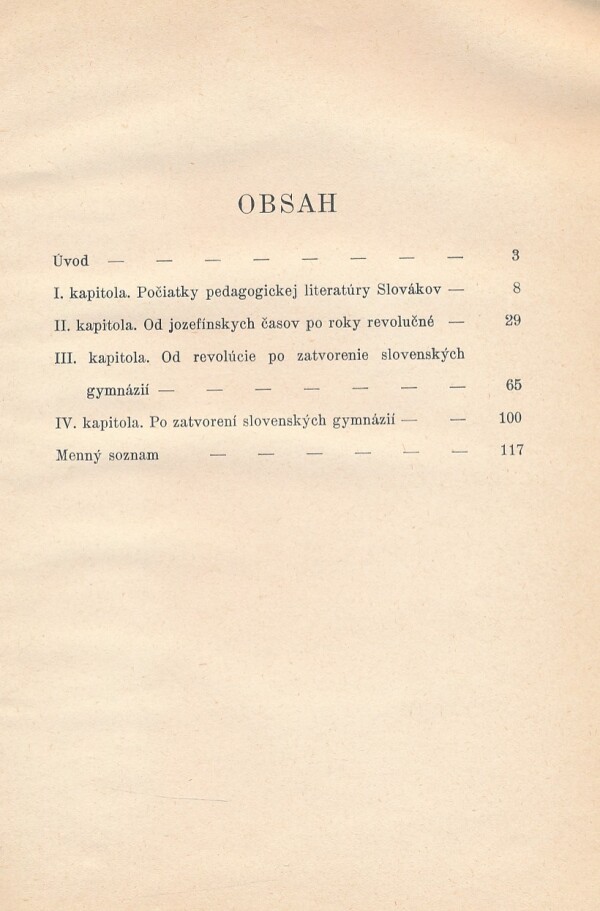 OBSAH
Úvod — — — — — — — — 3
I. kapitola. Počiatky pedagogickej literatúry Slovákov — 8
II. kapitola. Od jozefínskych časov po roky revolučné — 29
III. kapitola. Od revolúcie po zatvorenie slovenských
gymnázií — — — — — — — 65
IV. kapitola. Po zatvorení slovenských gymnázií — — 100
Menný soznam — — — — — — 117